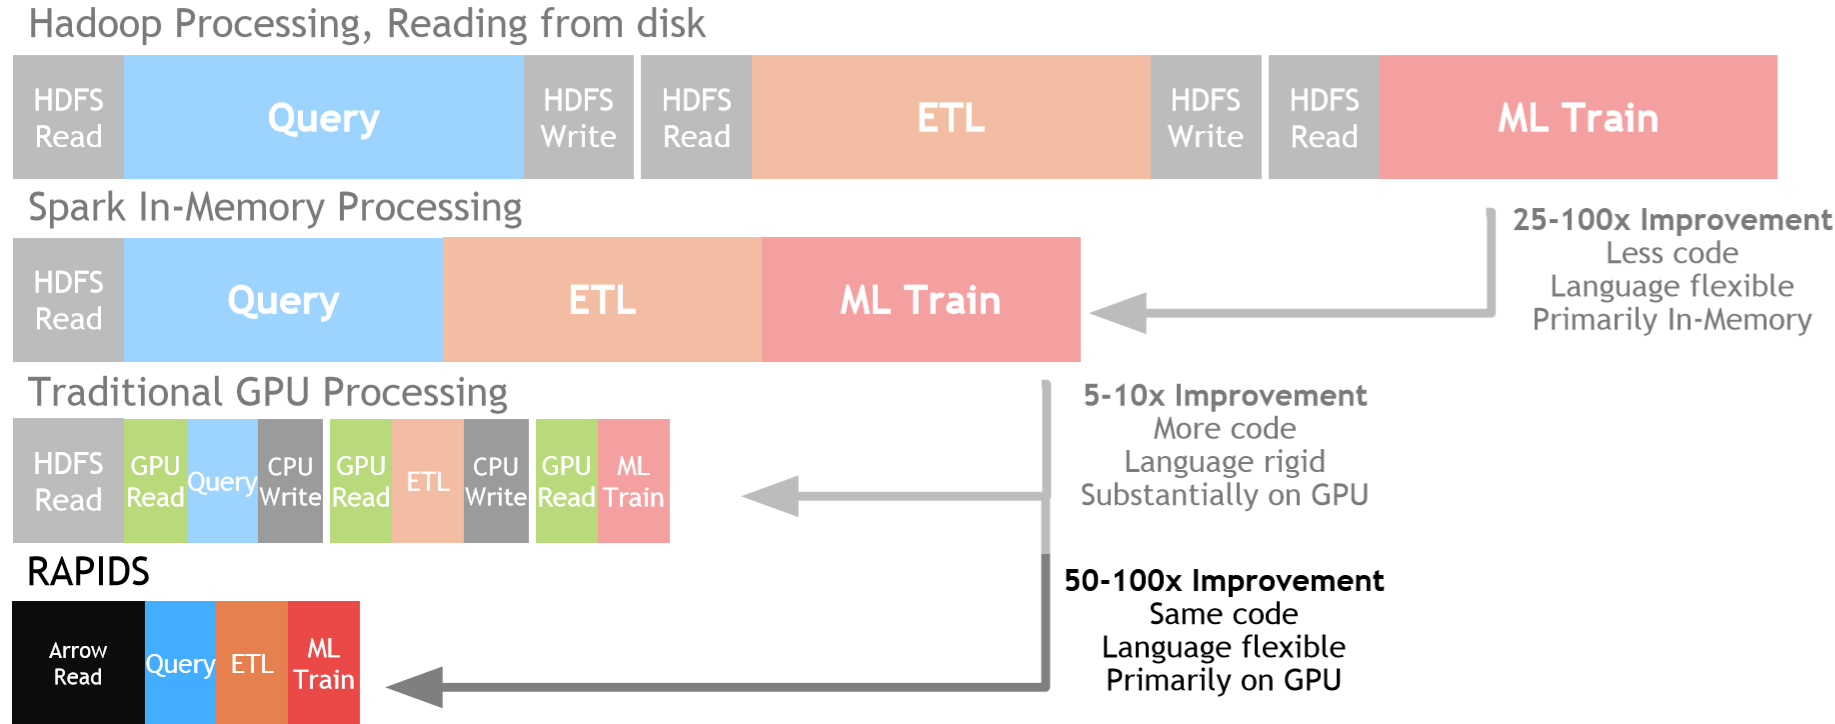 Hadoop Processing, Reading from disk
HDFS
Read
Query
HDFS
Write
HDFS
Read
ETL
HDFS
Write
HDFS
Read
ML Train
Spark In-Memory Processing
25-100x Improvement
Less code
Language flexible
Primarily In-Memory
HDFS
Read
Query
ETL
ML Train
Traditional GPU Processing
5-10x Improvement
More code
Language rigid
Substantially on GPU
HDFS
Read
GPU
Read
Query
CPU
Write
GPU
Read
ETL
CPU
Write
GPU
Read
ML
Train
RAPIDS
50-100x Improvement
Same code
Language flexible
Primarily on GPU
Arrow
Read
Query
ETL
ML
Train